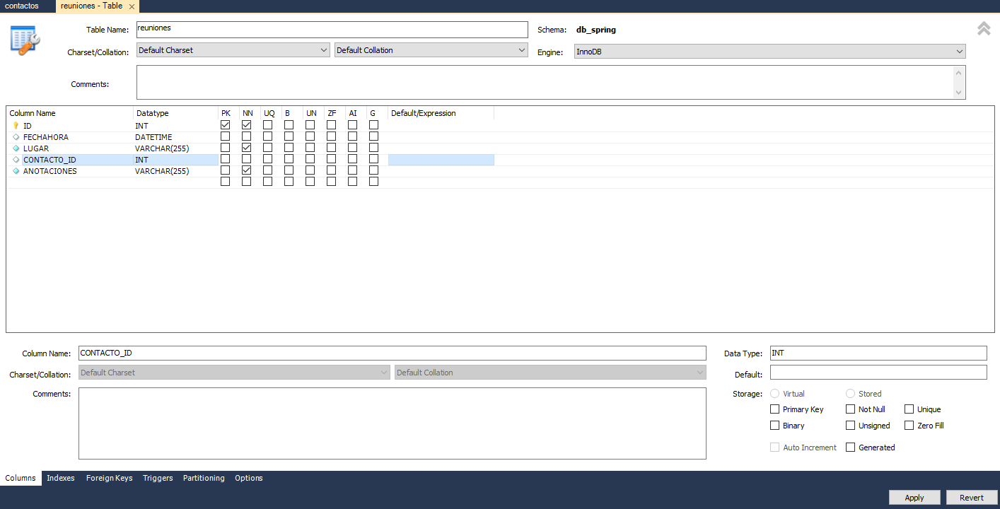 contactos reuniones - Table
Table Name: reuniones Schema: db_spring
Charset/Collation: Default Charset Default Collation Engine: InnoDB
Comments:
Column Name Datatype PK NN UQ B UN ZF AI G Default/Expression
ID INT
FECHAHORA DATETIME
LUGAR VARCHAR(255)
CONTACTO_ID INT
ANOTACIONES VARCHAR(255)
Column Name: CONTACTO_ID Data Type: INT
Charset/Collation: Default Charset Default Collation Default:
Comments: Storage: Virtual Stored
Primary Key Not Null Unique
Binary Unsigned Zero Fill
Auto Increment Generated
Columns Indexes Foreign Keys Triggers Partitioning Options
Apply Revert